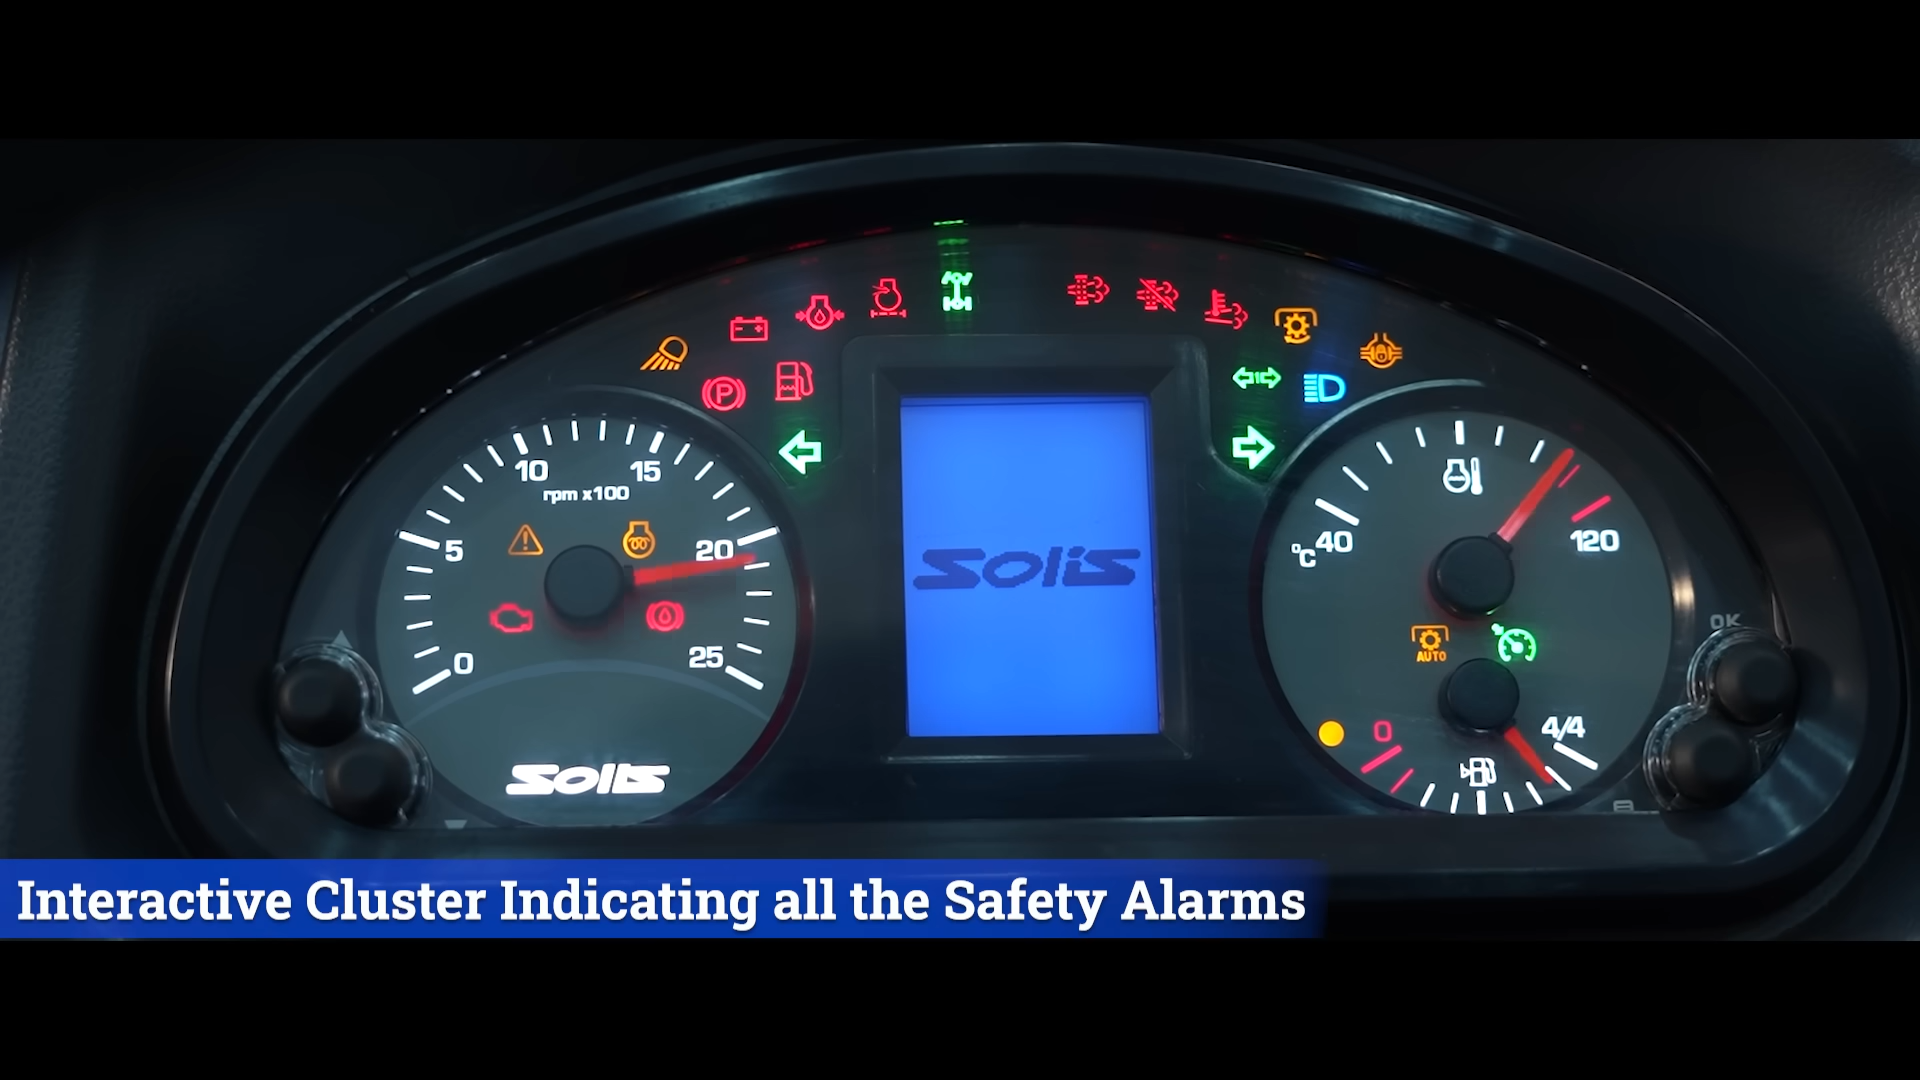 10
15
rpm x100
5
20
0
25
Solis
Solis
P
1
°C 40
120
AUTO
0
4/4
OK
Interactive Cluster Indicating all the Safety Alarms